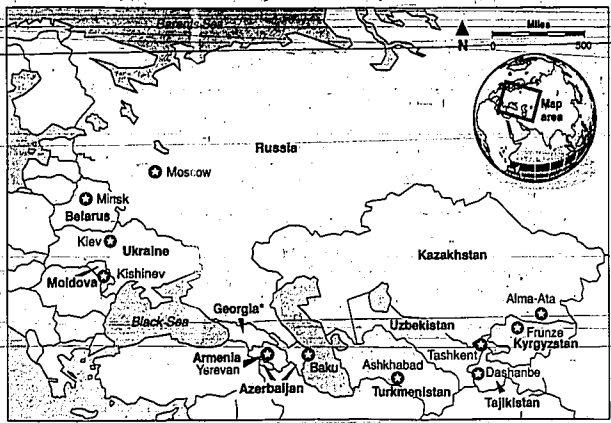 Barents Sea
Miles
N
0
500
Map
area
Russia
Moscow
Minsk
Belarus
Kiev
Ukraine
Kazakhstan
Moldova
Kishinev
Georgia*
Alma-Ata
Black Sea
Uzbekistan
Frunze
Kyrgyzstan
Tashkent
Armenia
Yerevan
Baku
Ashkhabad
Dashanbe
Azerbaijan
Turkmenistan
Tajikistan